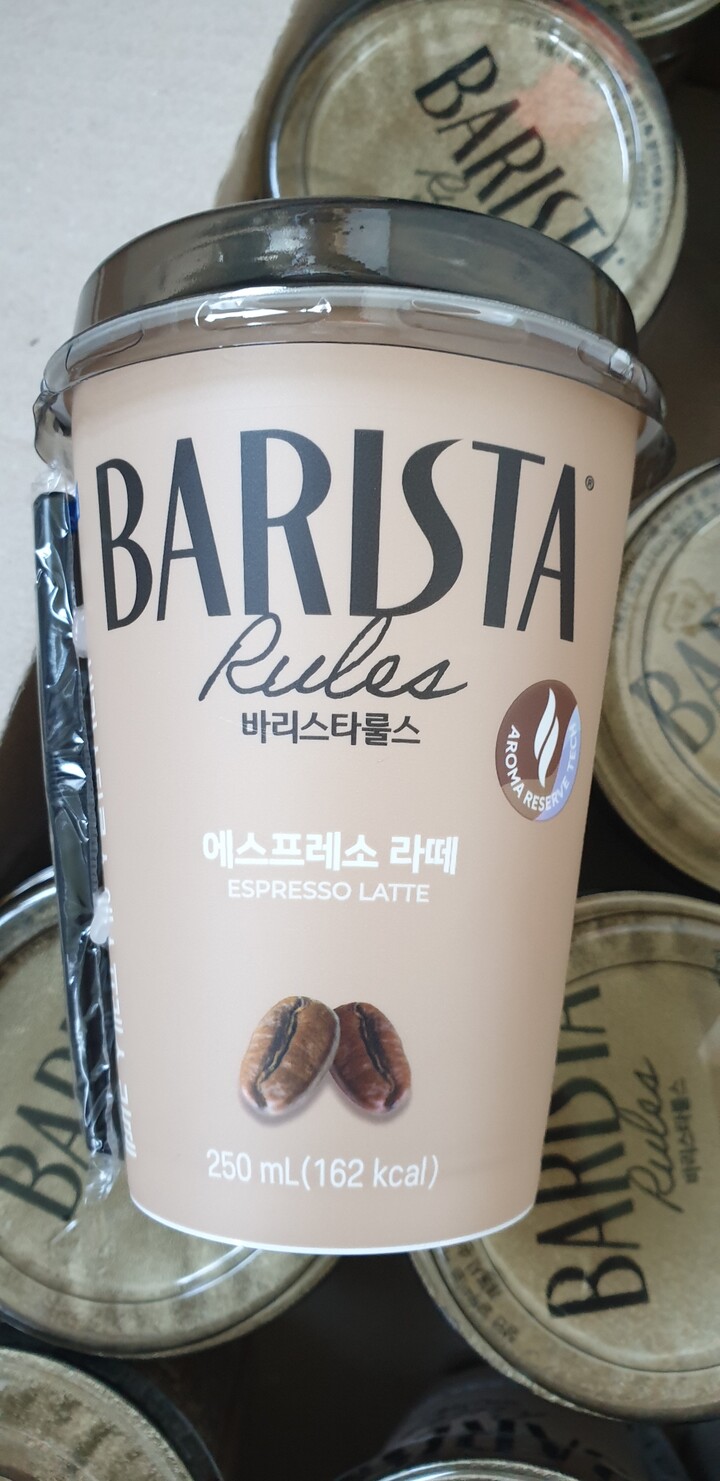 BARISTA
Rules
BARISTA®
Rules
바리스타룰스
AROMA RESERVE TECH
에스프레소 라떼
ESPRESSO LATTE
250 mL(162 kcal)
BARISTA
Rules
바리스타룰스